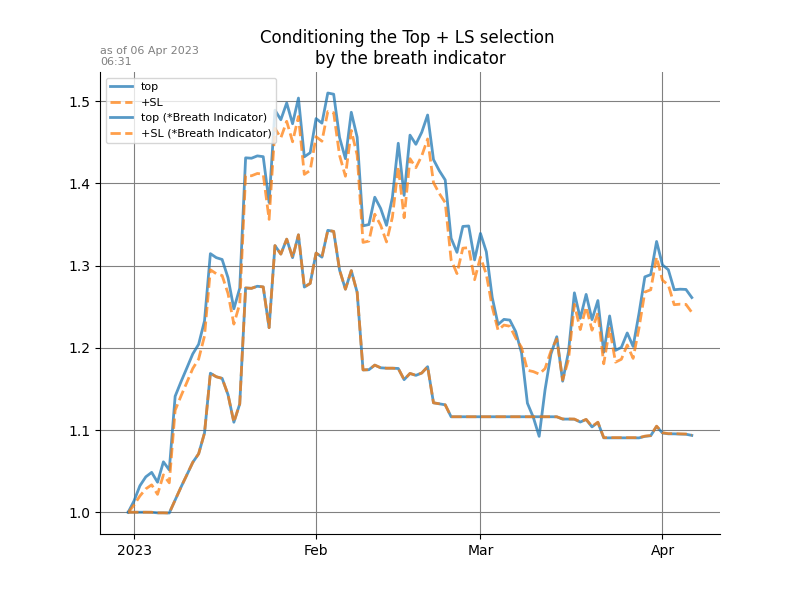 Conditioning the Top + LS selection
by the breath indicator
as of 06 Apr 2023
06:31
top
+SL
top (*Breath Indicator)
+SL (*Breath Indicator)
1.5
1.4
1.3
1.2
1.1
1.0
2023 Feb Mar Apr